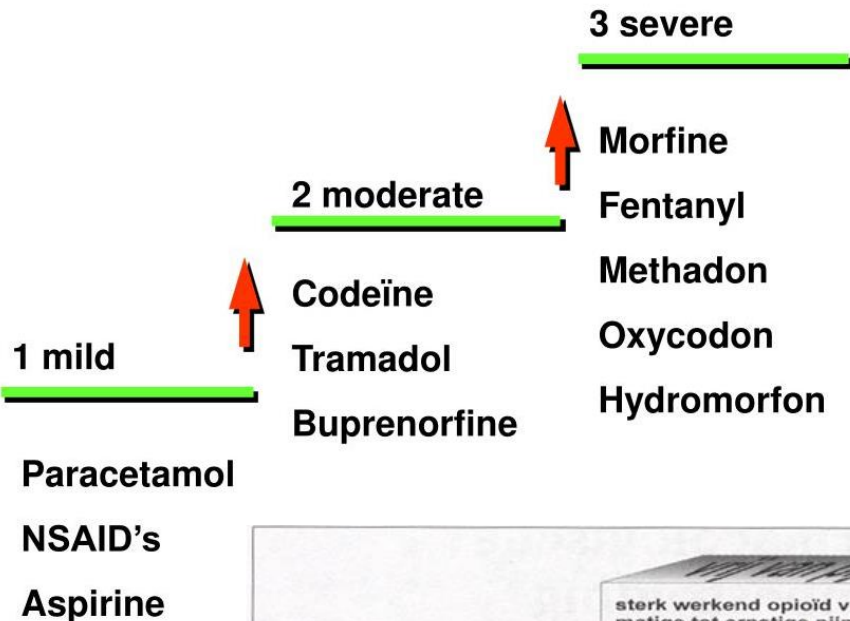 3 severe
Morfine
Fentanyl
Methadon
Oxycodon
Hydromorfon
2 moderate
Codeïne
Tramadol
Buprenorfine
1 mild
Paracetamol
NSAID’s
Aspirine
sterk werkend opioïd v